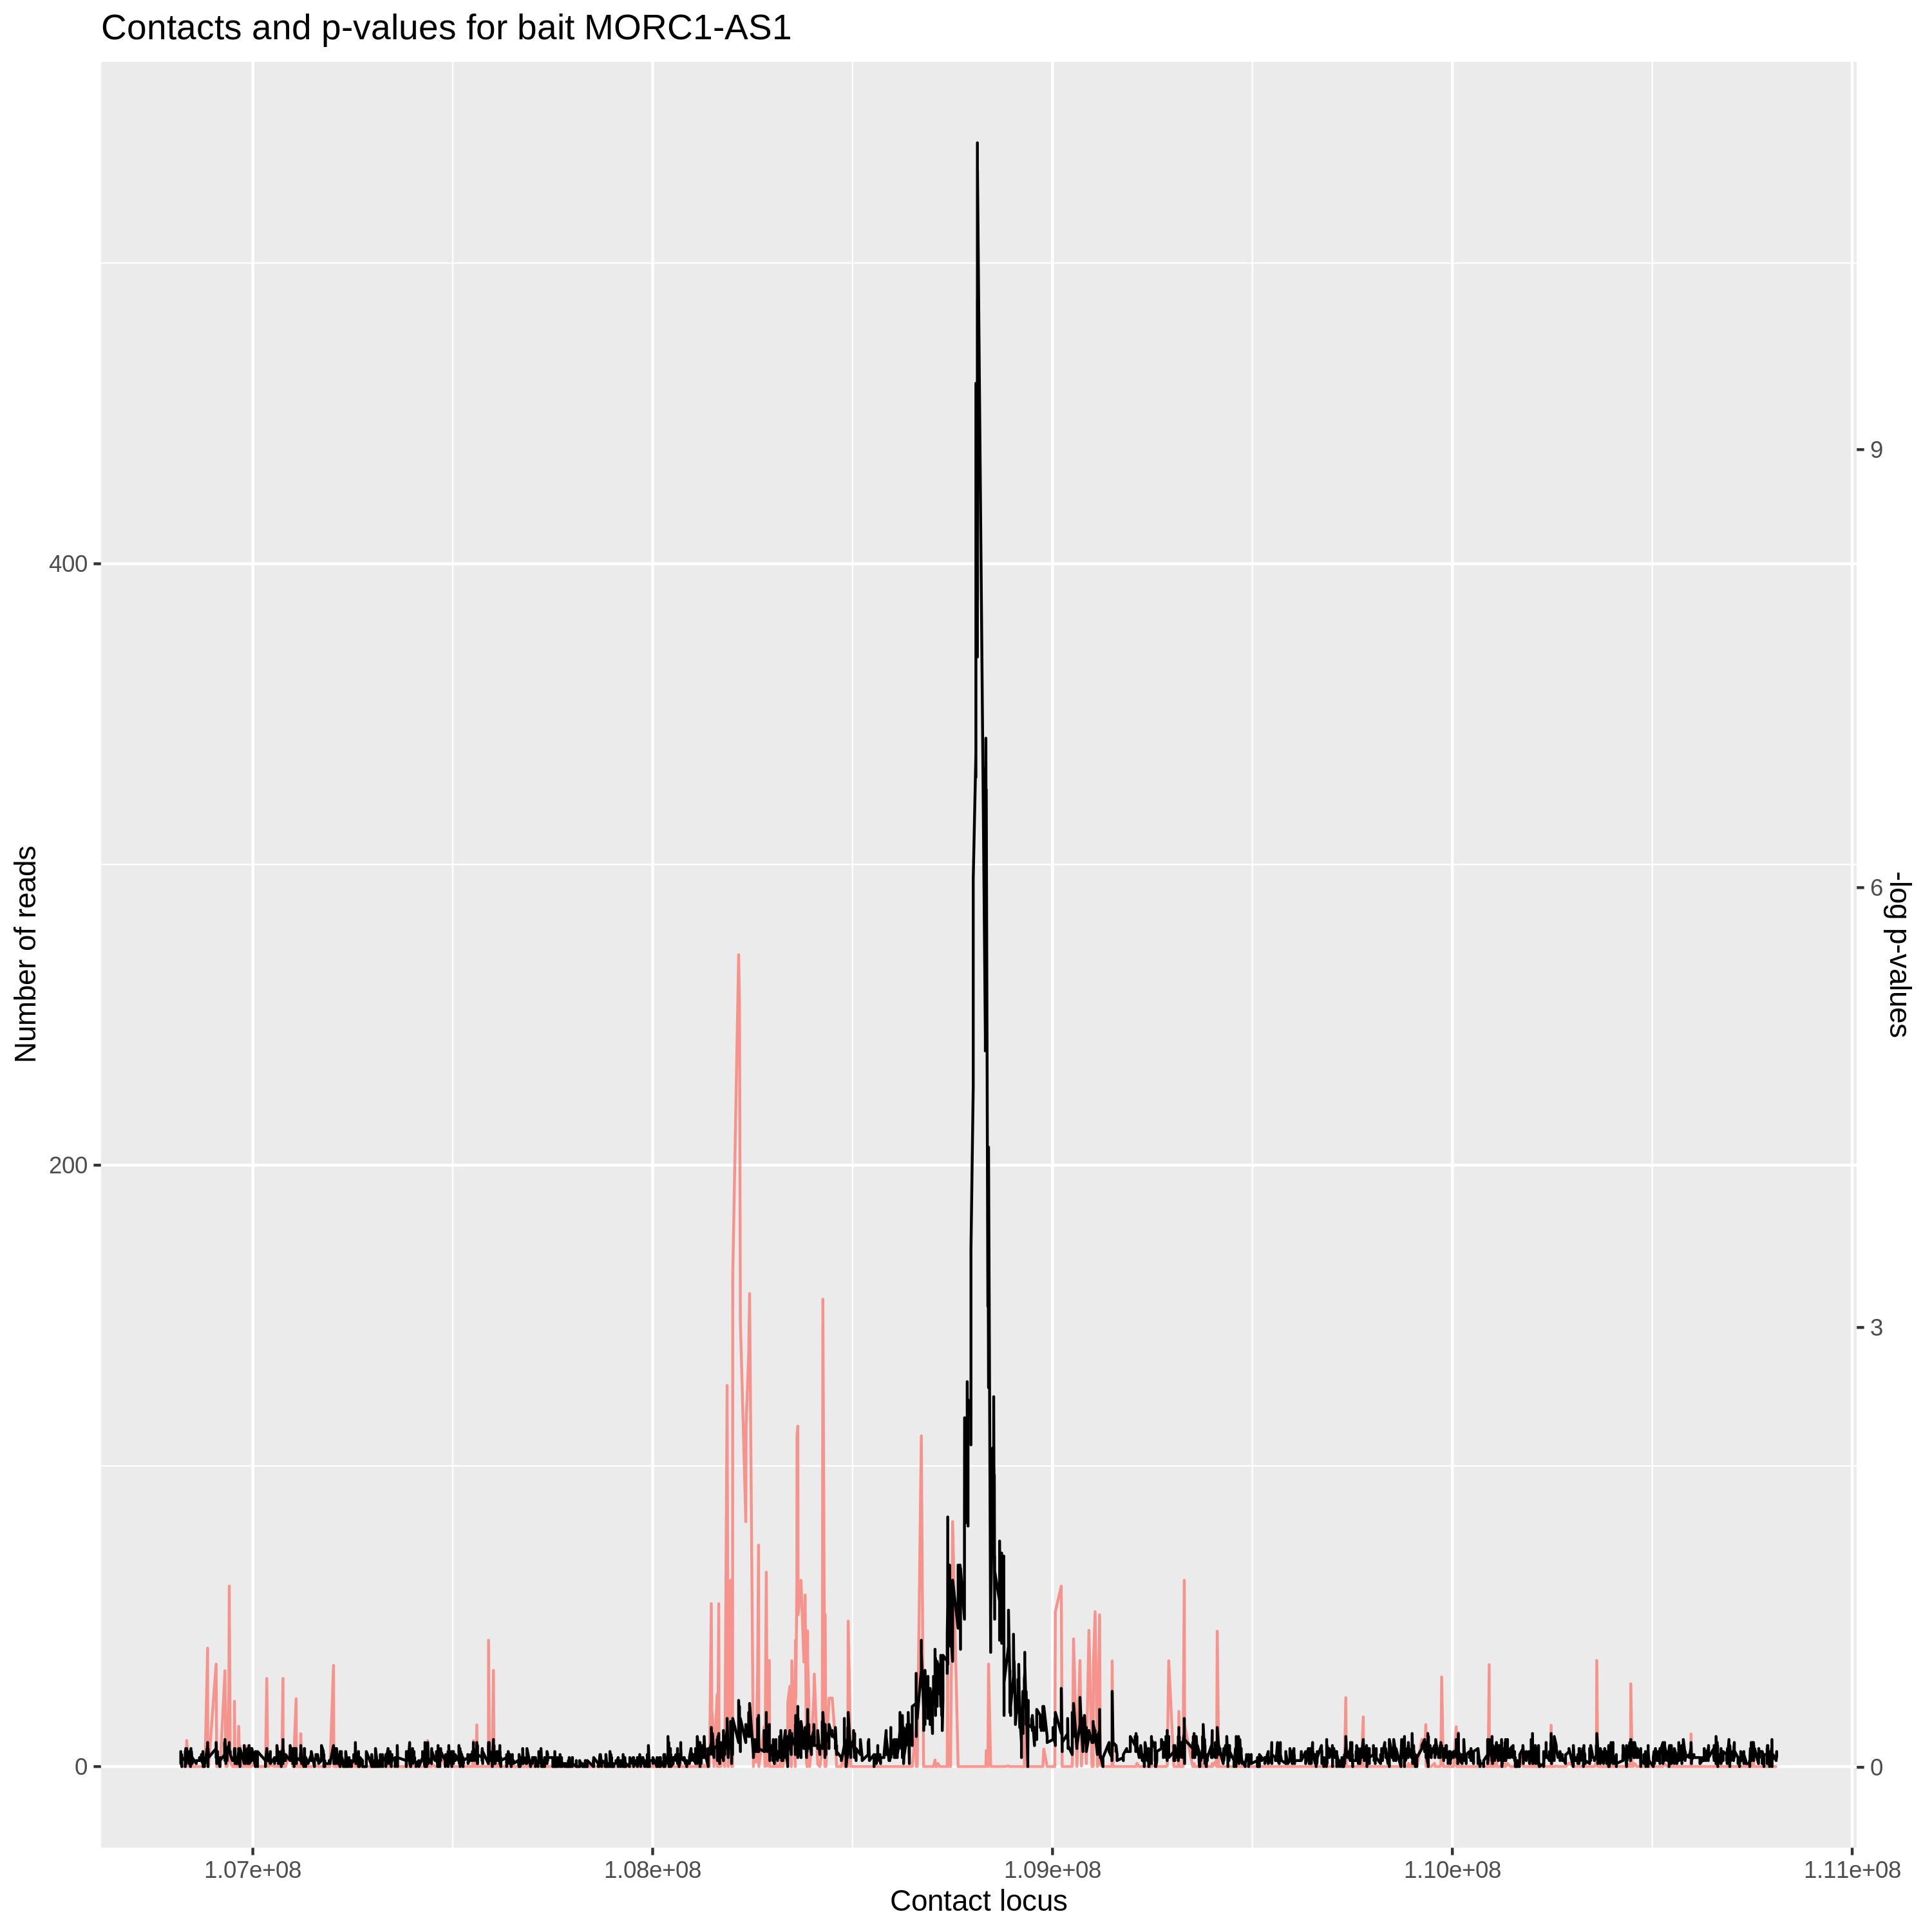 Contacts and p-values for bait MORC1-AS1
Number of reads
400
200
0
9
6
3
0
-log p-values
1.07e+08
1.08e+08
1.09e+08
1.10e+08
1.11e+08
Contact locus